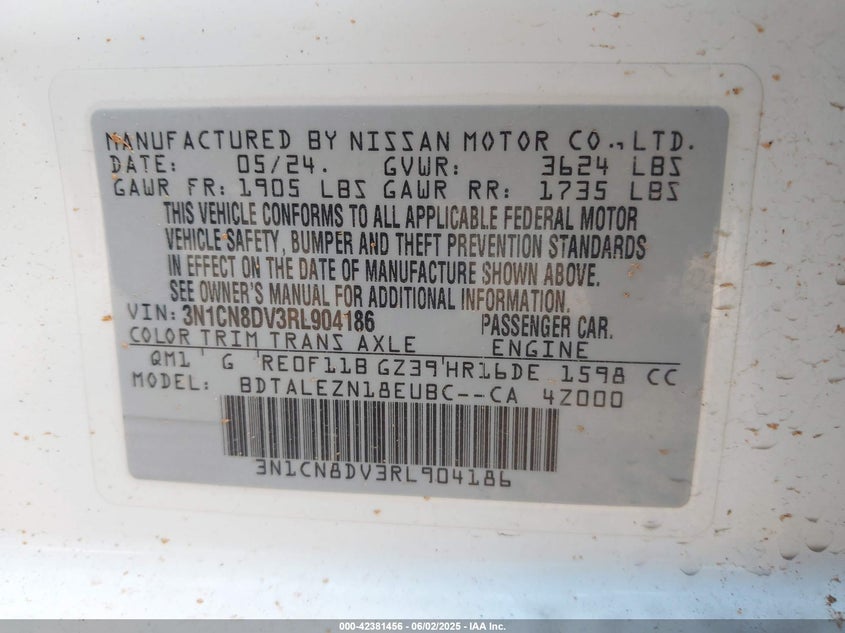 MANUFACTURED BY NISSAN MOTOR CO.,LTD.
DATE: 05/24. GVWR: 3624 LBS
GAWR FR: 1905 LBS GAWR RR: 1735 LBS
THIS VEHICLE CONFORMS TO ALL APPLICABLE FEDERAL MOTOR
VEHICLE SAFETY, BUMPER AND THEFT PREVENTION STANDARDS
IN EFFECT ON THE DATE OF MANUFACTURE SHOWN ABOVE.
SEE OWNER'S MANUAL FOR ADDITIONAL INFORMATION.
VIN: 3N1CN8DV3RL904186 PASSENGER CAR.
COLOR TRIM TRANS AXLE ENGINE
QM1 G RE0F11B GZ39 HR16DE 1598 CC
MODEL: BDTALEZN18EUBC--CA 4Z000
3N1CN8DV3RL904186
000-42381456 - 06/02/2025 - IAA Inc.